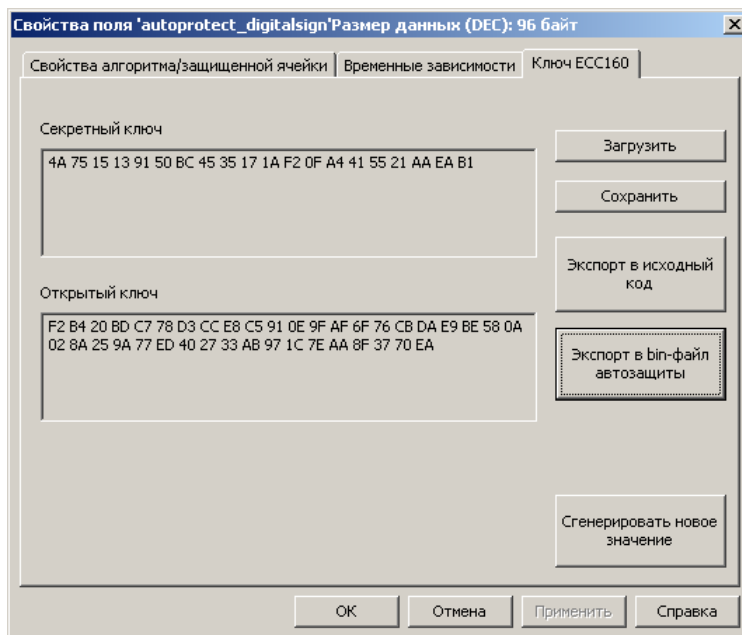 Свойства поля 'autoprotect_digitalsign'Размер данных (DEC): 96 байт
Свойства алгоритма/защищенной ячейки Временные зависимости Ключ ECC160
Секретный ключ
4A 75 15 13 91 50 BC 45 35 17 1A F2 0F A4 41 55 21 AA EA B1
Загрузить
Сохранить
Экспорт в исходный
код
Открытый ключ
F2 B4 20 BD C7 78 D3 CC E8 C5 91 0E 9F AF 6F 76 CB DA E9 BE 58 0A
02 8A 25 9A 77 ED 40 27 33 AB 97 1C 7E AA 8F 37 70 EA
Экспорт в bin-файл
автозащиты
Сгенерировать новое
значение
ОК Отмена Применить Справка